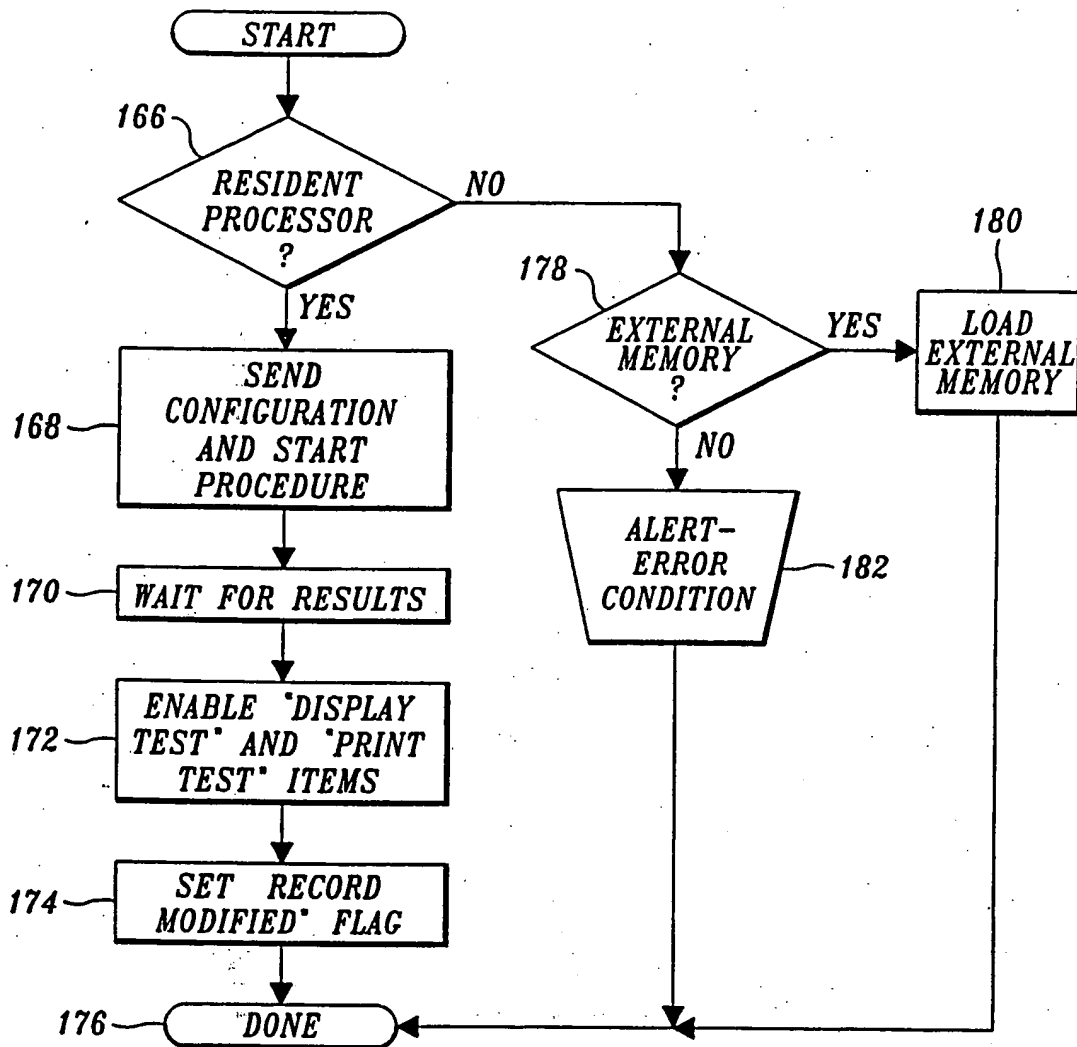 START
166
RESIDENT
PROCESSOR
?
NO
YES
168
SEND
CONFIGURATION
AND START
PROCEDURE
170
WAIT FOR RESULTS
172
ENABLE "DISPLAY
TEST" AND "PRINT
TEST" ITEMS
174
SET RECORD
MODIFIED" FLAG
176
DONE
178
EXTERNAL
MEMORY
?
YES
NO
180
LOAD
EXTERNAL
MEMORY
ALERT-
ERROR
CONDITION
182